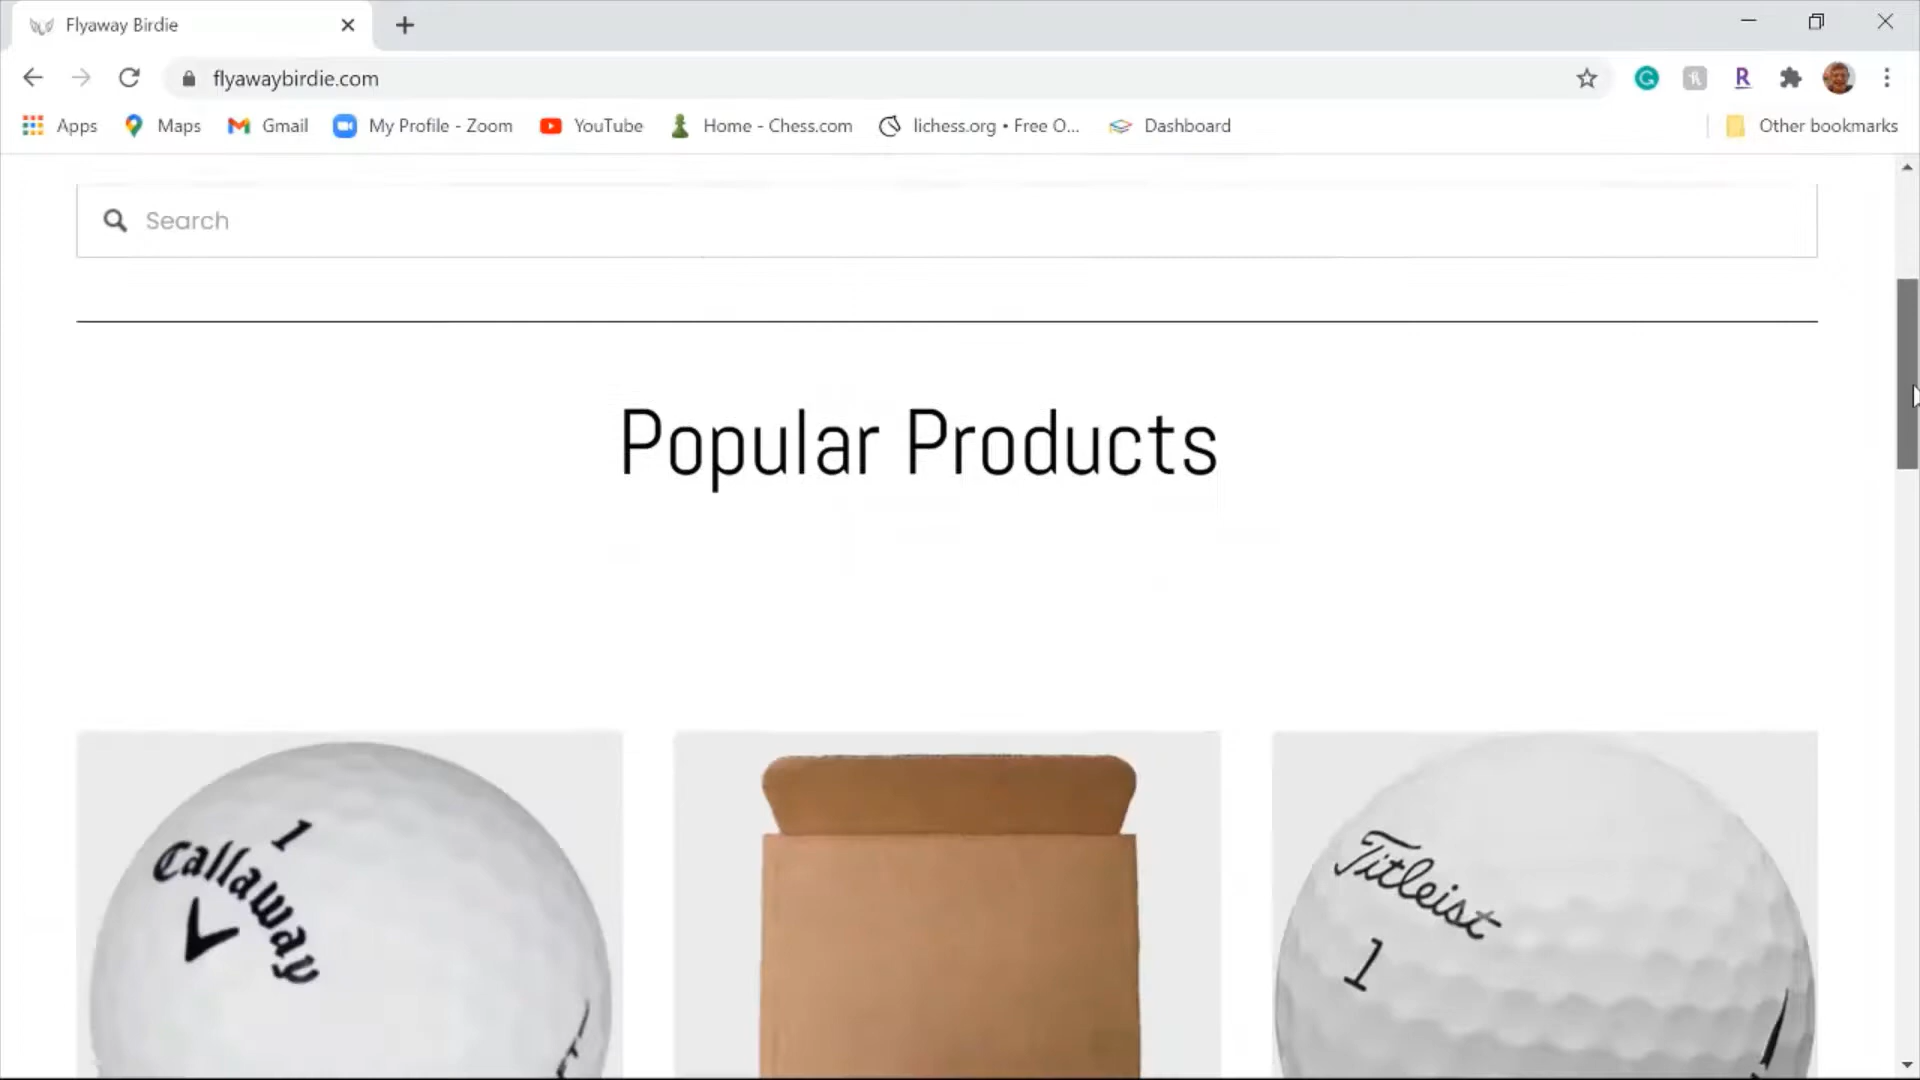 Flyaway Birdie
flyawaybirdie.com
Apps
Maps
Gmail
My Profile - Zoom
YouTube
Home - Chess.com
lichess.org • Free O...
Dashboard
Other bookmarks
Search
Popular Products
1
Callaway
Titleist
1